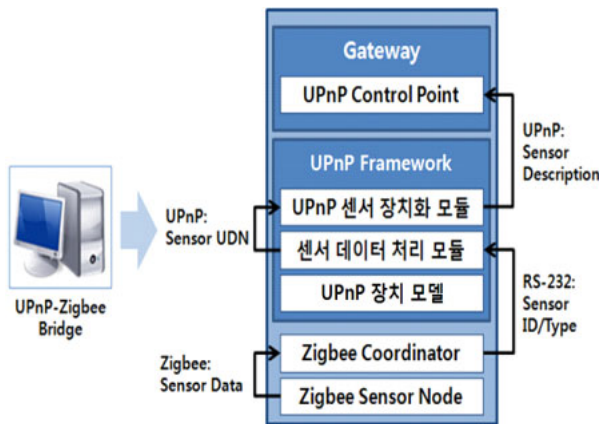 Gateway
UPnP Control Point
UPnP:
Sensor
Description
UPnP Framework
UPnP 센서 장치화 모듈
UPnP:
Sensor UDN
센서 데이터 처리 모듈
UPnP 장치 모델
RS-232:
Sensor
ID/Type
UPnP-Zigbee
Bridge
Zigbee:
Sensor Data
Zigbee Coordinator
Zigbee Sensor Node